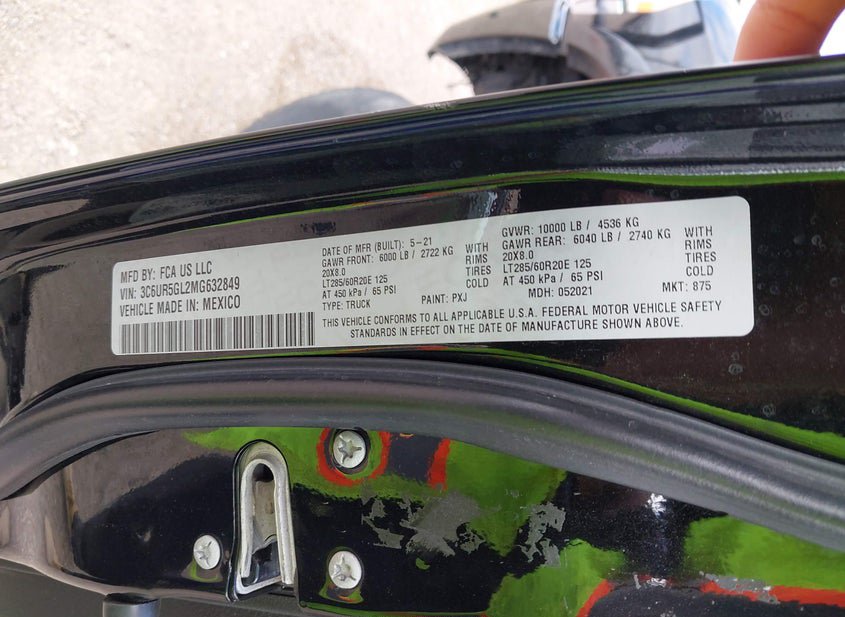 MFD BY: FCA US LLC
VIN: 3C6UR5GL2MG632849
VEHICLE MADE IN: MEXICO
DATE OF MFR (BUILT): 5-21
GAWR FRONT: 6000 LB / 2722 KG WITH
20X8.0 RIMS
LT285/60R20E 125 TIRES
AT 450 kPa / 65 PSI COLD
TYPE: TRUCK PAINT: PXJ
GVWR: 10000 LB / 4536 KG
GAWR REAR: 6040 LB / 2740 KG WITH
20X8.0 RIMS
LT285/60R20E 125 TIRES
AT 450 kPa / 65 PSI COLD
MDH: 052021 MKT: 875
THIS VEHICLE CONFORMS TO ALL APPLICABLE U.S.A. FEDERAL MOTOR VEHICLE SAFETY
STANDARDS IN EFFECT ON THE DATE OF MANUFACTURE SHOWN ABOVE.